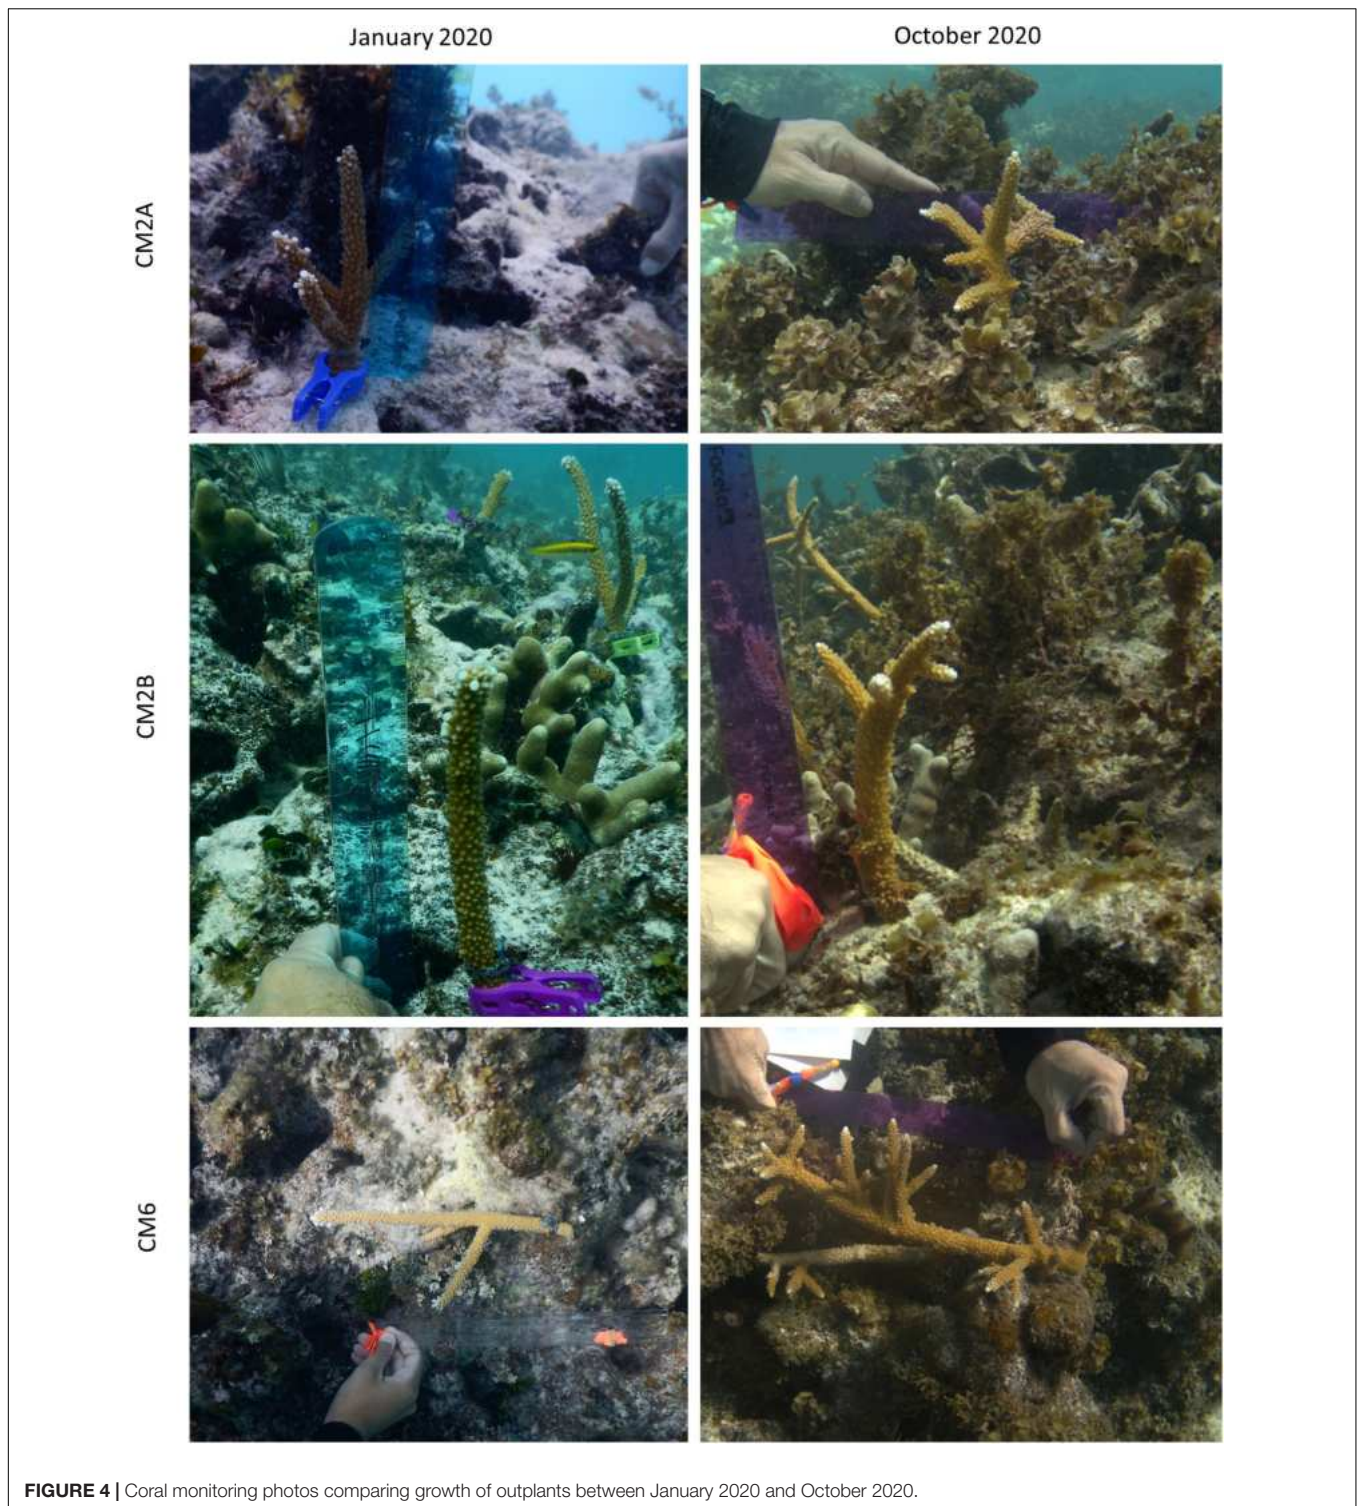 January 2020
October 2020
CM2A
CM2B
CM6
FIGURE 4 | Coral monitoring photos comparing growth of outplants between January 2020 and October 2020.